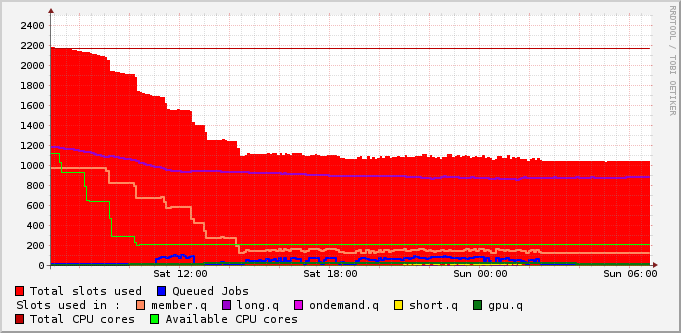 RRDTOOL / TOBI OETIKER
2400
2200
2000
1800
1600
1400
1200
1000
800
600
400
200
0
Sat 12:00 Sat 18:00 Sun 00:00 Sun 06:00
Total slots used Queued Jobs
Slots used in : member.q long.q ondemand.q short.q gpu.q
Total CPU cores Available CPU cores